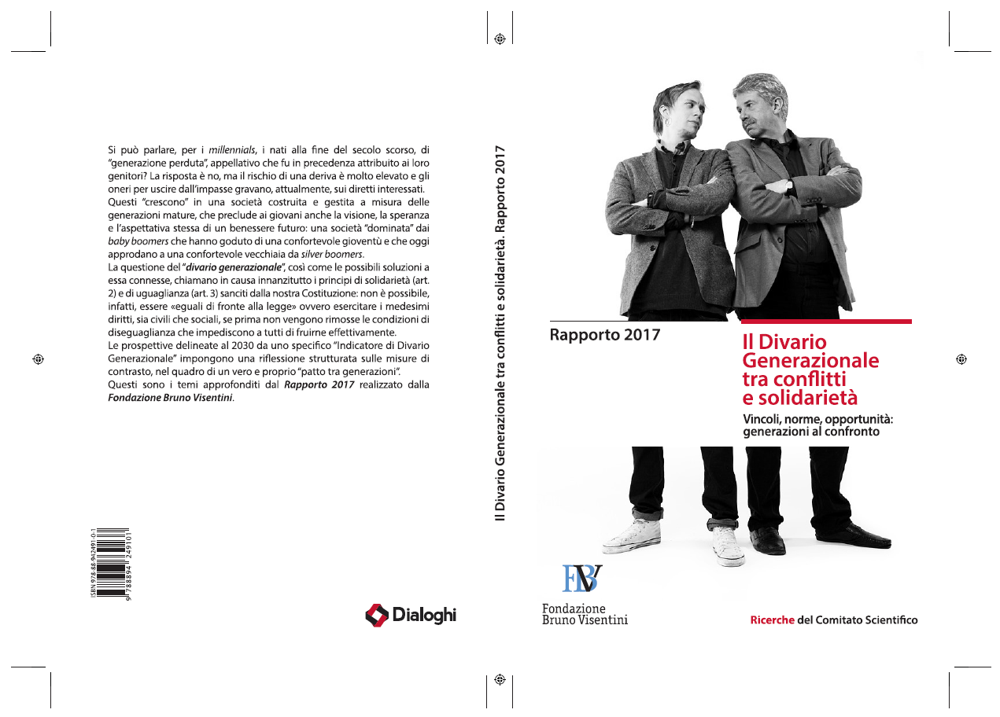 Si può parlare, per i millennials, i nati alla fine del secolo scorso, di
“generazione perduta”, appellativo che fu in precedenza attribuito ai loro
genitori? La risposta è no, ma il rischio di una deriva è molto elevato e gli
oneri per uscire dall’impasse gravano, attualmente, sui diretti interessati.
Questi “crescono” in una società costruita e gestita a misura delle
generazioni mature, che preclude ai giovani anche la visione, la speranza
e l’aspettativa stessa di un benessere futuro: una società “dominata” dai
baby boomers che hanno goduto di una confortevole gioventù e che oggi
approdano a una confortevole vecchiaia da silver boomers.
La questione del “divario generazionale”, così come le possibili soluzioni a
essa connesse, chiamano in causa innanzitutto i principi di solidarietà (art.
2) e di uguaglianza (art. 3) sanciti dalla nostra Costituzione: non è possibile,
infatti, essere «eguali di fronte alla legge» ovvero esercitare i medesimi
diritti, sia civili che sociali, se prima non vengono rimosse le condizioni di
diseguaglianza che impediscono a tutti di fruirne effettivamente.
Le prospettive delineate al 2030 da uno specifico “Indicatore di Divario
Generazionale” impongono una riflessione strutturata sulle misure di
contrasto, nel quadro di un vero e proprio “patto tra generazioni”.
Questi sono i temi approfonditi dal Rapporto 2017 realizzato dalla
Fondazione Bruno Visentini.
ISBN 978-88-942491-0-1
9 788894 249101
Dialoghi
Il Divario Generazionale tra conflitti e solidarietà. Rapporto 2017
Rapporto 2017
Il Divario
Generazionale
tra conflitti
e solidarietà
Vincoli, norme, opportunità:
generazioni al confronto
FBV
Fondazione
Bruno Visentini
Ricerche del Comitato Scientifico